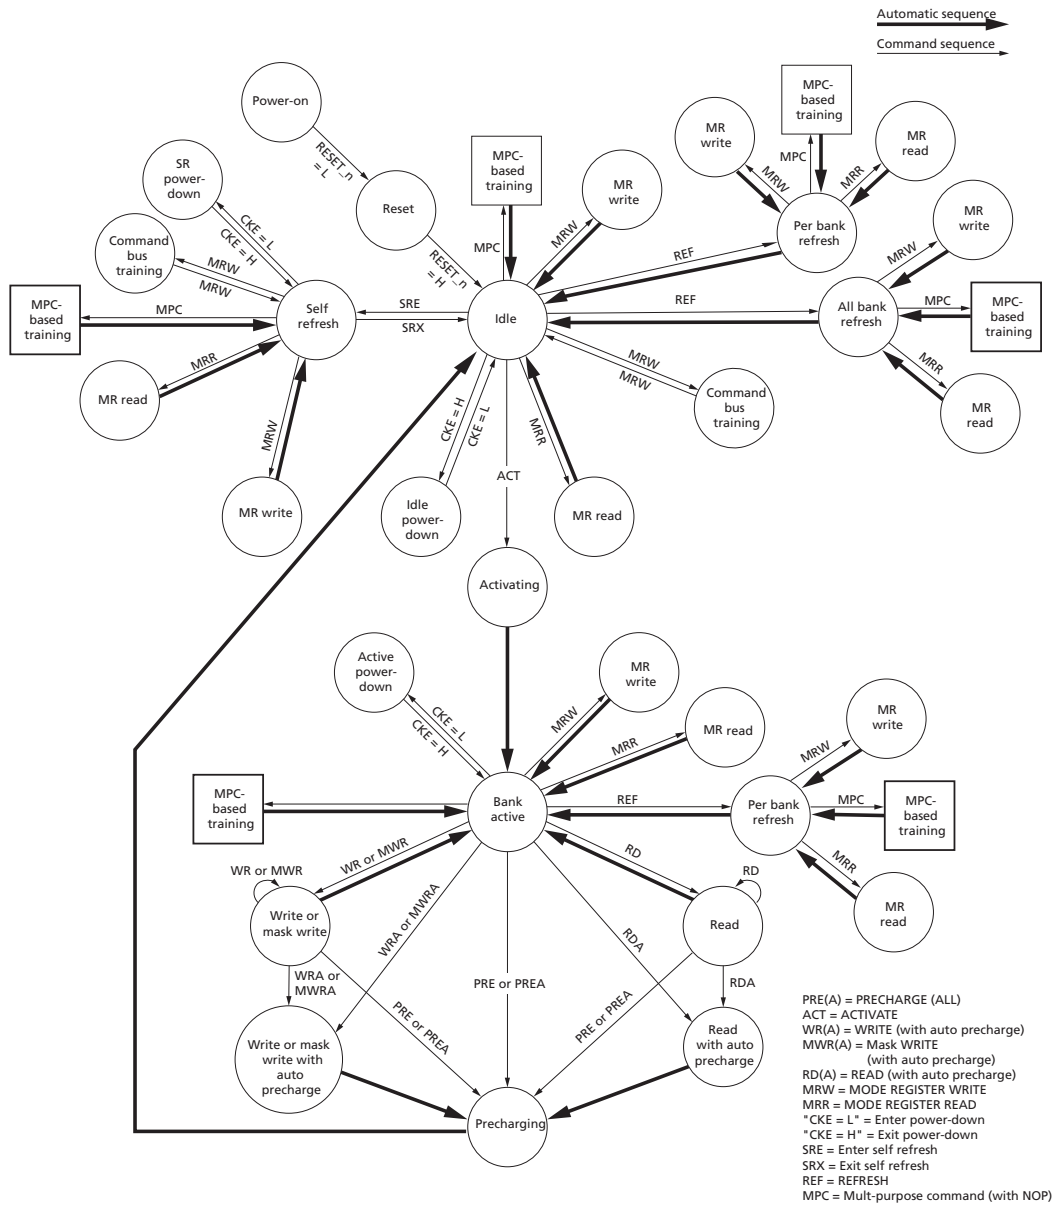 Automatic sequence
Command sequence
Power-on
RESET_n
= L
Reset
RESET_n
= H
SR
power-
down
CKE = L
CKE = H
Command
bus
training
MRW
MRW
MPC-
based
training
MPC
Self
refresh
MRR
MR read
MRW
MR write
SRE
SRX
MPC-
based
training
MPC
MRW
MR
write
Idle
REF
MR
write
MRW
MPC-
based
training
MPC
MRR
MR
read
Per bank
refresh
REF
All bank
refresh
MRW
MR
write
MPC
MPC-
based
training
MRR
MR
read
MRW
MRW
Command
bus
training
CKE = H
CKE = L
Idle
power-
down
MRR
MR read
ACT
Activating
Active
power-
down
CKE = L
CKE = H
MRW
MR
write
MRR
MR read
MPC-
based
training
Bank
active
REF
Per bank
refresh
MRW
MR
write
MPC
MPC-
based
training
MRR
MR
read
WR or MWR
WR or MWR
Write or
mask write
WRA or
MWRA
WRA or MWRA
RD
RD
Read
RDA
RDA
PRE or PREA
PRE or PREA
PRE or PREA
Write or mask
write with
auto
precharge
Read
with auto
precharge
Precharging
PRE(A) = PRECHARGE (ALL)
ACT = ACTIVATE
WR(A) = WRITE (with auto precharge)
MWR(A) = Mask WRITE
(with auto precharge)
RD(A) = READ (with auto precharge)
MRW = MODE REGISTER WRITE
MRR = MODE REGISTER READ
"CKE = L" = Enter power-down
"CKE = H" = Exit power-down
SRE = Enter self refresh
SRX = Exit self refresh
REF = REFRESH
MPC = Mult-purpose command (with NOP)